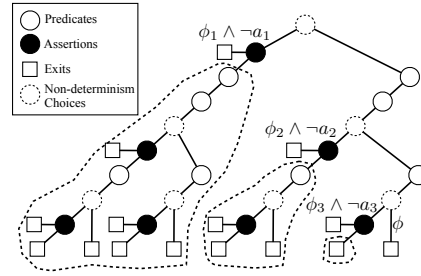 Predicates
Assertions
Exits
Non-determinism
Choices
ϕ₁ ∧ ¬a₁
ϕ₂ ∧ ¬a₂
ϕ₃ ∧ ¬a₃
ϕ